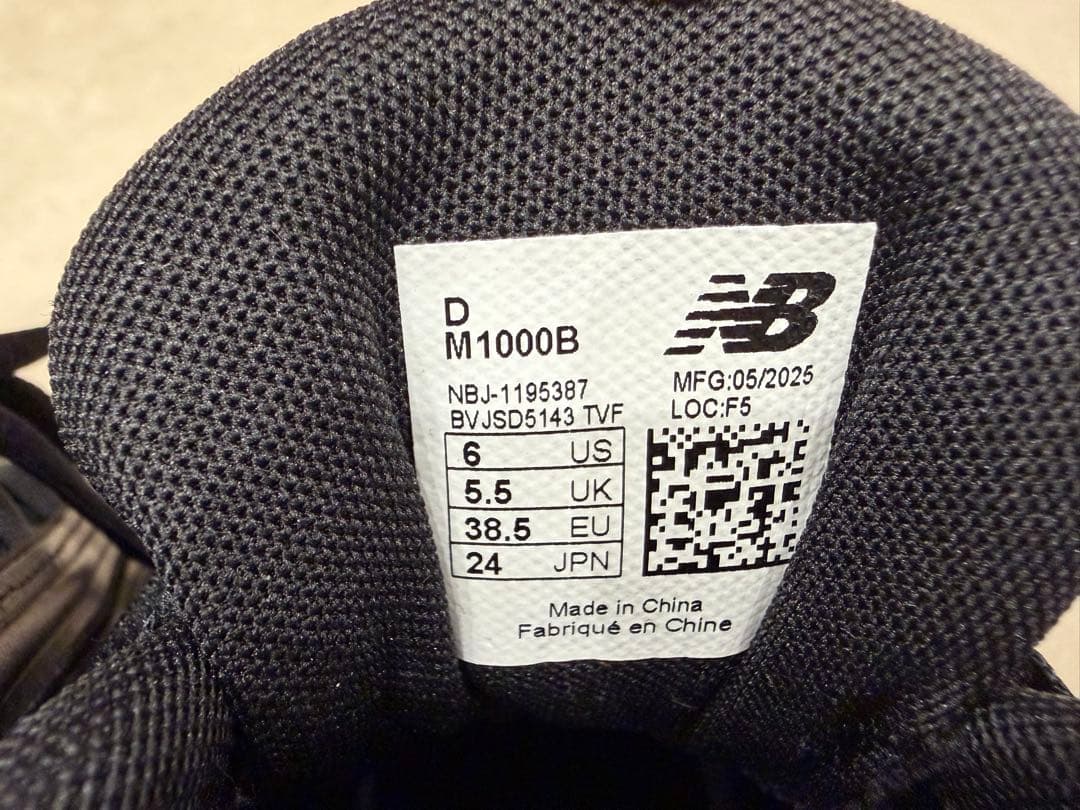 D
M1000B
NB
NBJ-1195387
BVJSD5143 TVF
MFG:05/2025
LOC:F5
6 US
5.5 UK
38.5 EU
24 JPN
Made in China
Fabriqué en Chine